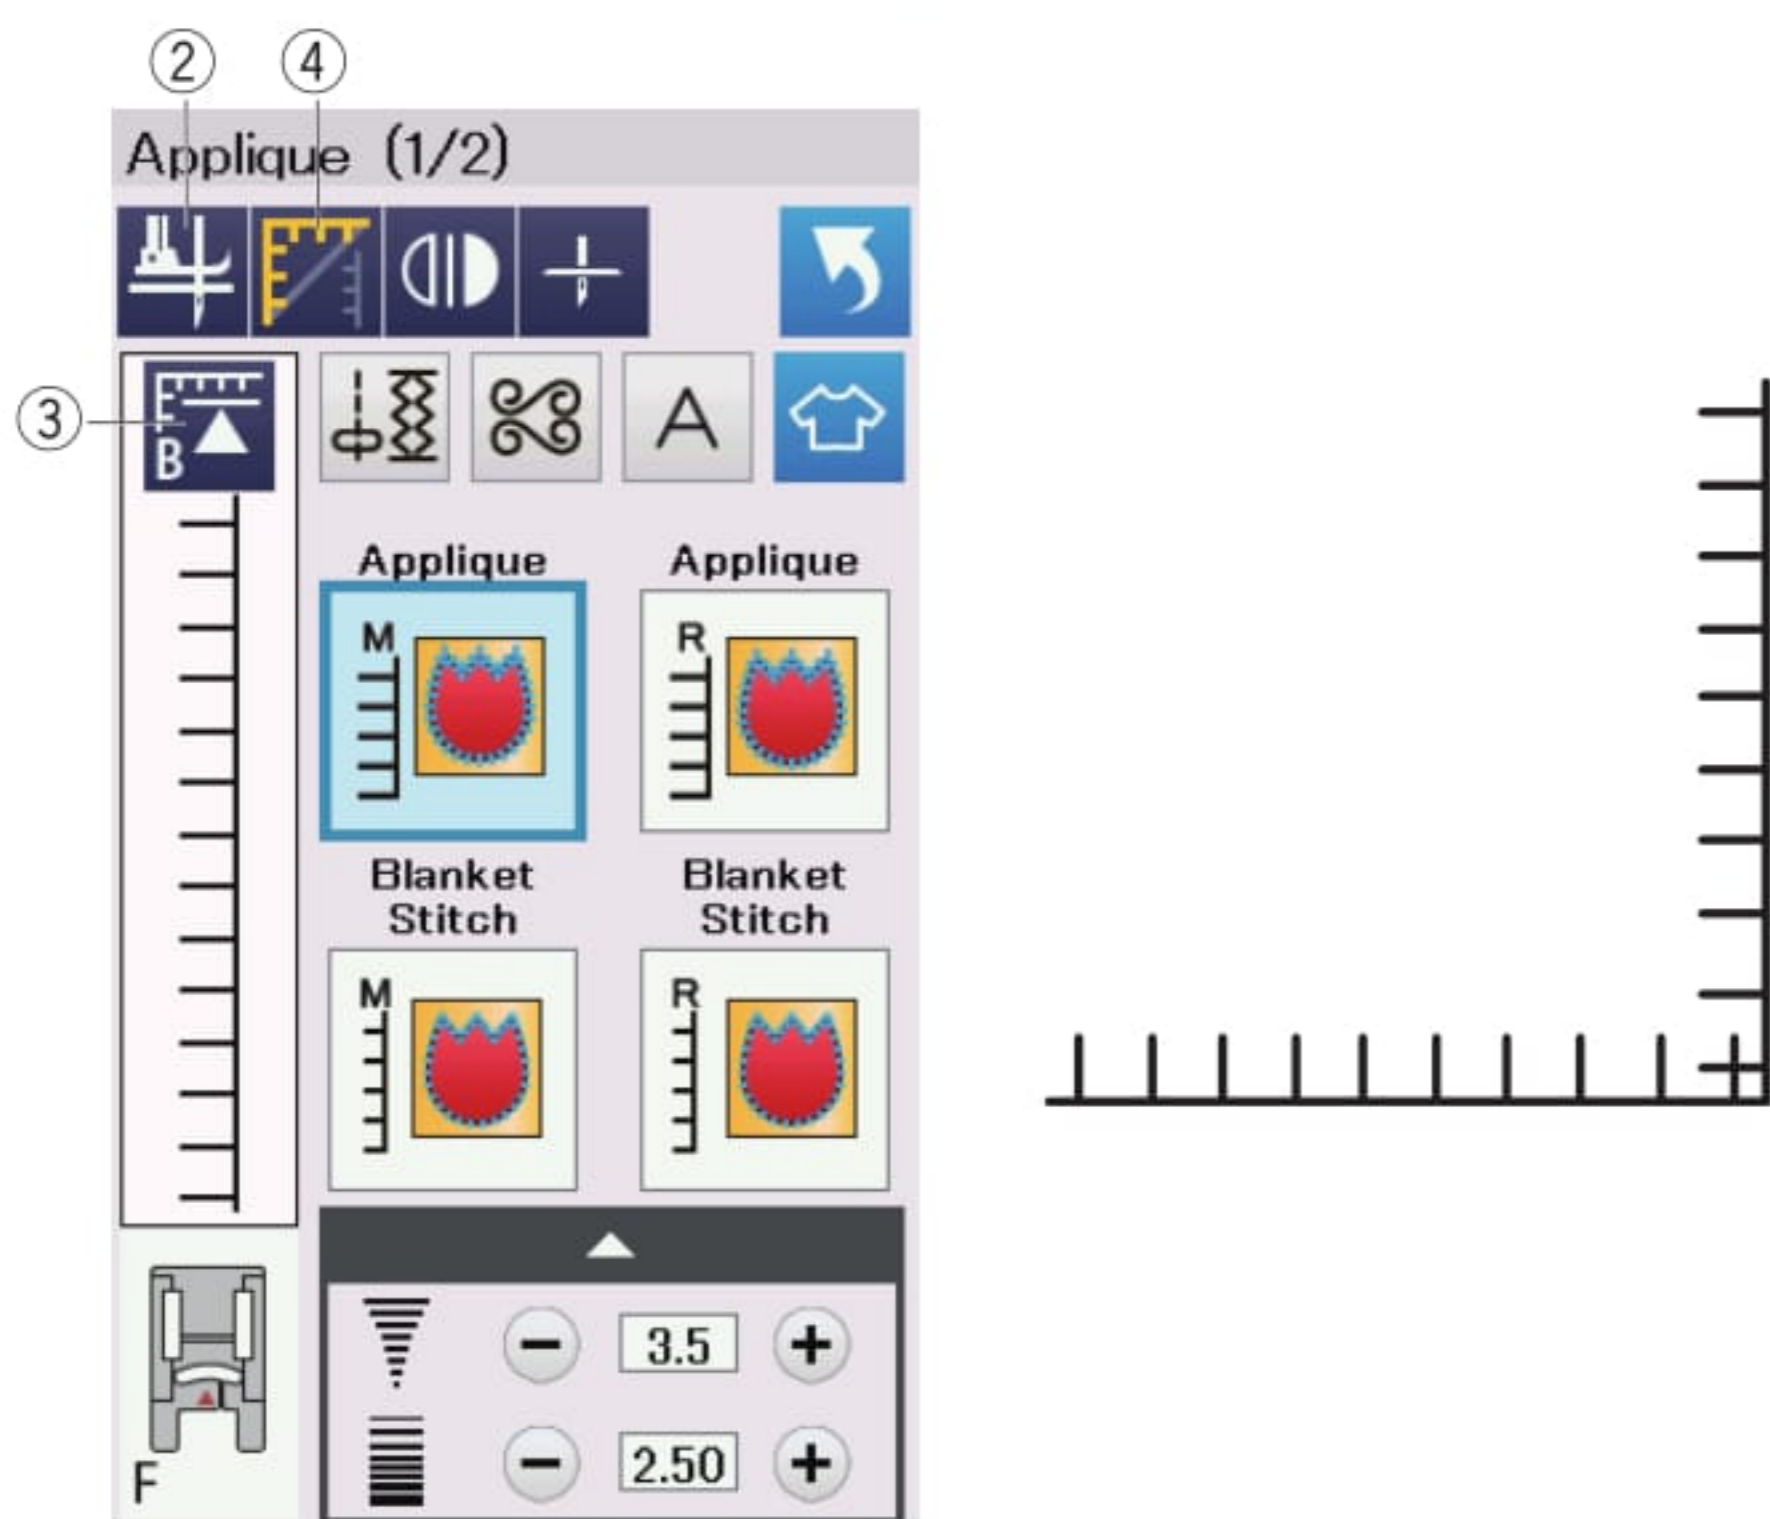 ② ④
Applique (1/2)
③
B
A
Applique Applique
M R
Blanket Blanket
Stitch Stitch
M R
3.5
2.50
F